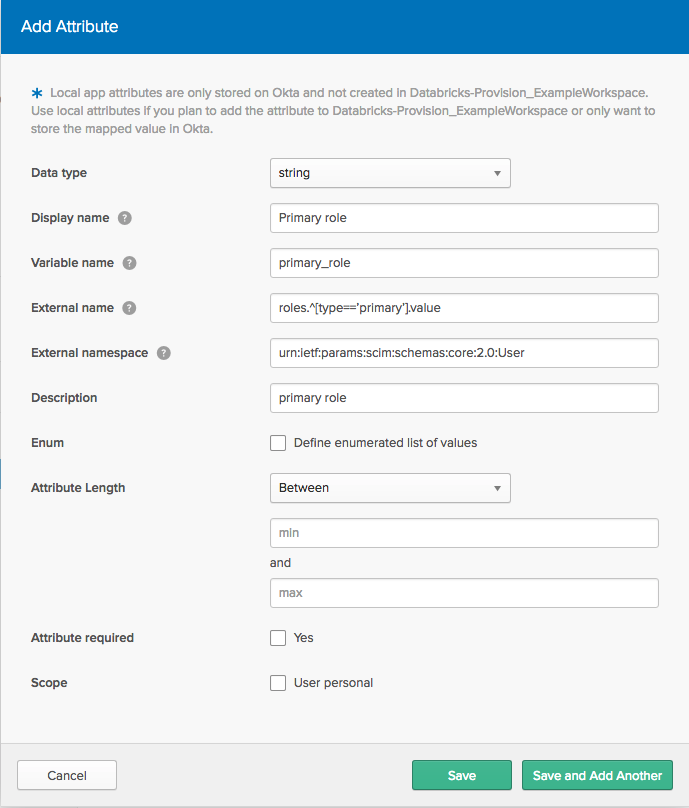 Add Attribute
* Local app attributes are only stored on Okta and not created in Databricks-Provision_ExampleWorkspace.
Use local attributes if you plan to add the attribute to Databricks-Provision_ExampleWorkspace or only want to
store the mapped value in Okta.
Data type string
Display name ? Primary role
Variable name ? primary_role
External name ? roles.^[type=='primary'].value
External namespace ? urn:ietf:params:scim:schemas:core:2.0:User
Description primary role
Enum Define enumerated list of values
Attribute Length Between
min
and
max
Attribute required Yes
Scope User personal
Cancel Save Save and Add Another